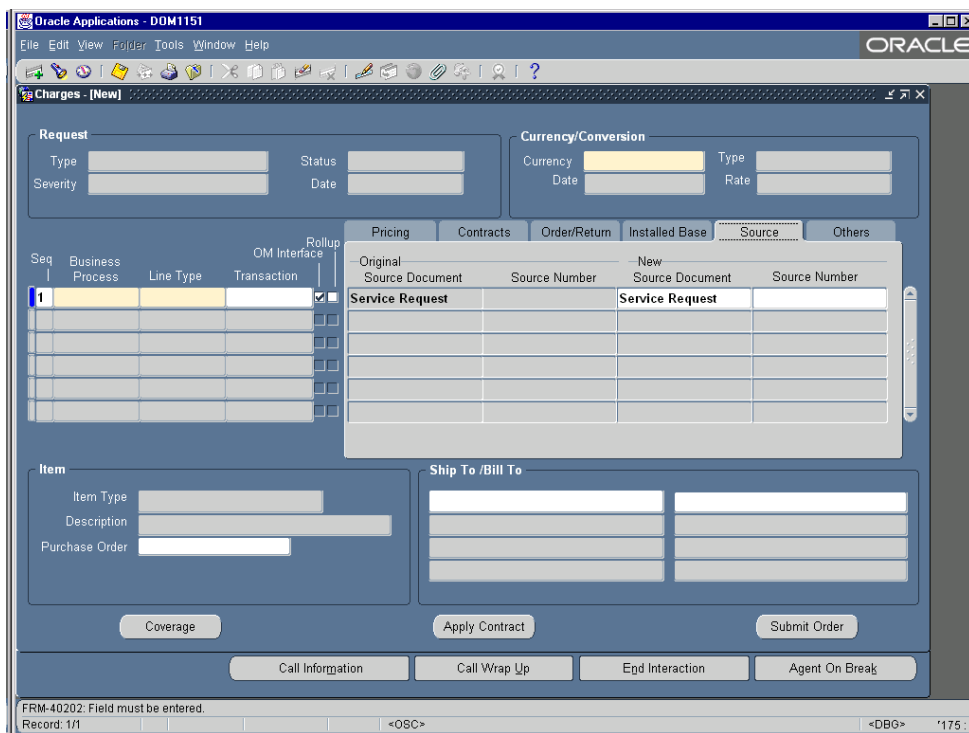 Oracle Applications - DOM1151
File Edit View Folder Tools Window Help
ORACLE
Charges - [New]
Request
Type
Status
Severity
Date
Currency/Conversion
Currency
Type
Date
Rate
Pricing Contracts Order/Return Installed Base Source Others
Rollup
OM Interface
Seq Business Process Line Type Transaction
Original
Source Document Source Number
New
Source Document Source Number
1 Service Request Service Request
Item
Item Type
Description
Purchase Order
Ship To /Bill To
Coverage Apply Contract Submit Order
Call Information Call Wrap Up End Interaction Agent On Break
FRM-40202: Field must be entered.
Record: 1/1 <OSC> <DBG> '175 :